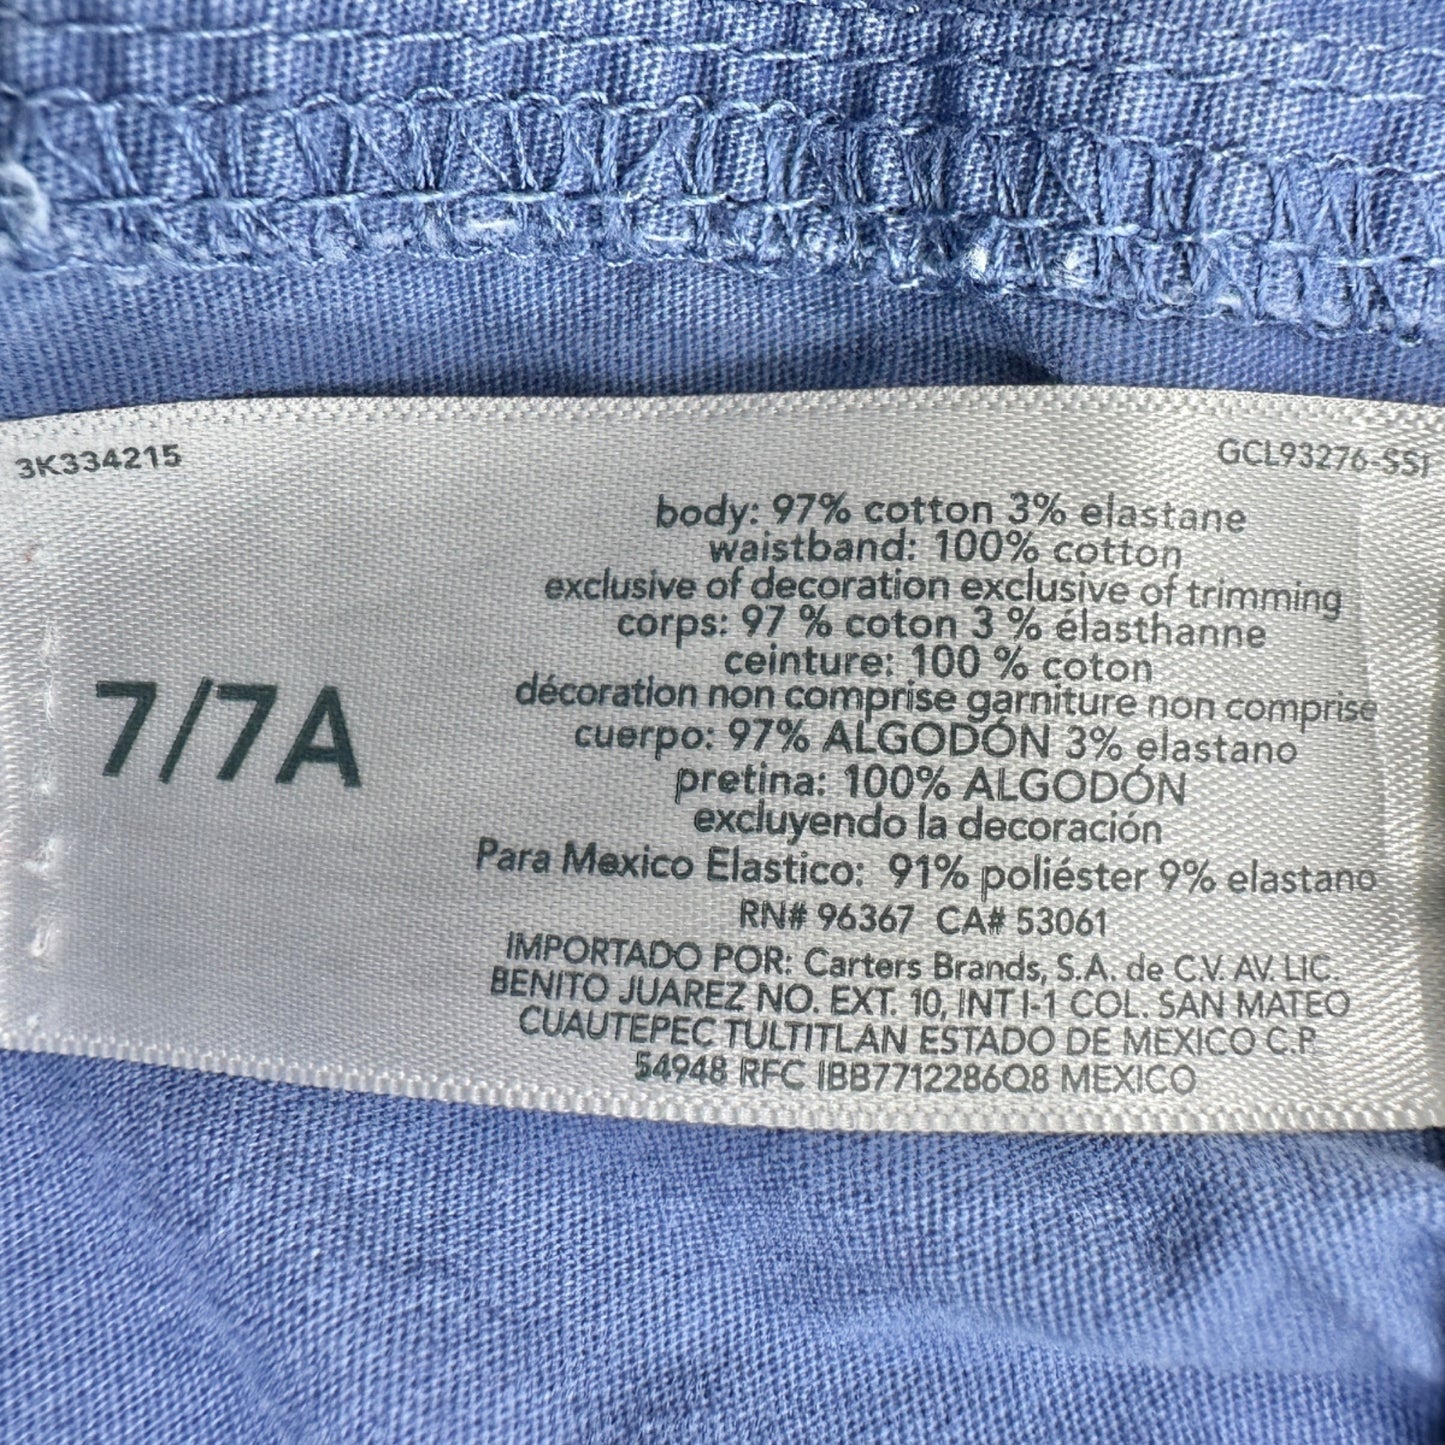 3K334215
GCL93276-SSI
7/7A
body: 97% cotton 3% elastane
waistband: 100% cotton
exclusive of decoration exclusive of trimming
corps: 97 % coton 3 % élasthanne
ceinture: 100 % coton
décoration non comprise garniture non comprise
cuerpo: 97% ALGODÓN 3% elastano
pretina: 100% ALGODÓN
excluyendo la decoración
Para Mexico Elastico: 91% poliéster 9% elastano
RN# 96367 CA# 53061
IMPORTADO POR: Carters Brands, S.A. de C.V. AV. LIC
BENITO JUAREZ NO. EXT. 10, INT I-1 COL. SAN MATEO
CUAUTEPEC TULTITLAN ESTADO DE MEXICO C.P.
54948 RFC IBB7712286Q8 MEXICO